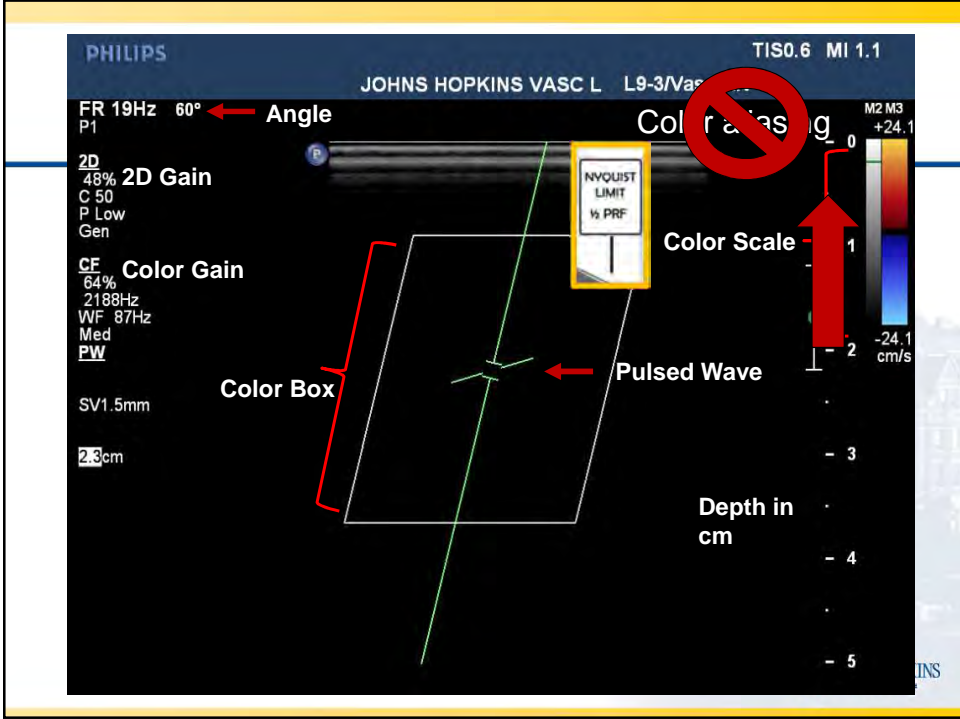 PHILIPS
TIS0.6 MI 1.1
JOHNS HOPKINS VASC L L9-3/Vas
FR 19Hz 60°
Angle
P1
Color aliasing
M2 M3
+24.1
0
2D
48%
2D Gain
C 50
P Low
Gen
NYQUIST
LIMIT
½ PRF
Color Scale
1
CF
Color Gain
64%
2188Hz
WF 87Hz
Med
PW
-24.1
cm/s
2
Pulsed Wave
Color Box
SV1.5mm
2.3cm
3
Depth in
cm
4
5
INS